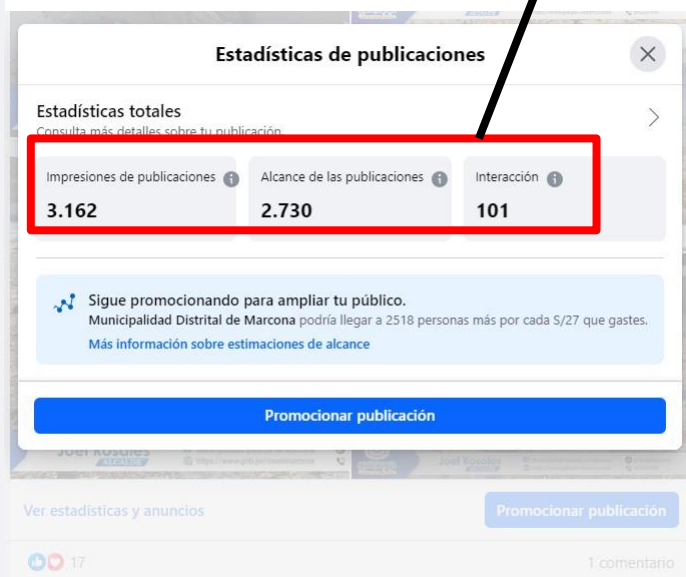 Estadísticas de publicaciones
Estadísticas totales
Consulta más detalles sobre tu publicación.
Impresiones de publicaciones Alcance de las publicaciones Interacción
3.162 2.730 101
Sigue promocionando para ampliar tu público.
Municipalidad Distrital de Marcona podría llegar a 2518 personas más por cada S/27 que gastes.
Más información sobre estimaciones de alcance
Promocionar publicación
Joel Rosales Joel Rosales
ALCALDE
Ver estadísticas y anuncios Promocionar publicación
17 1 comentario